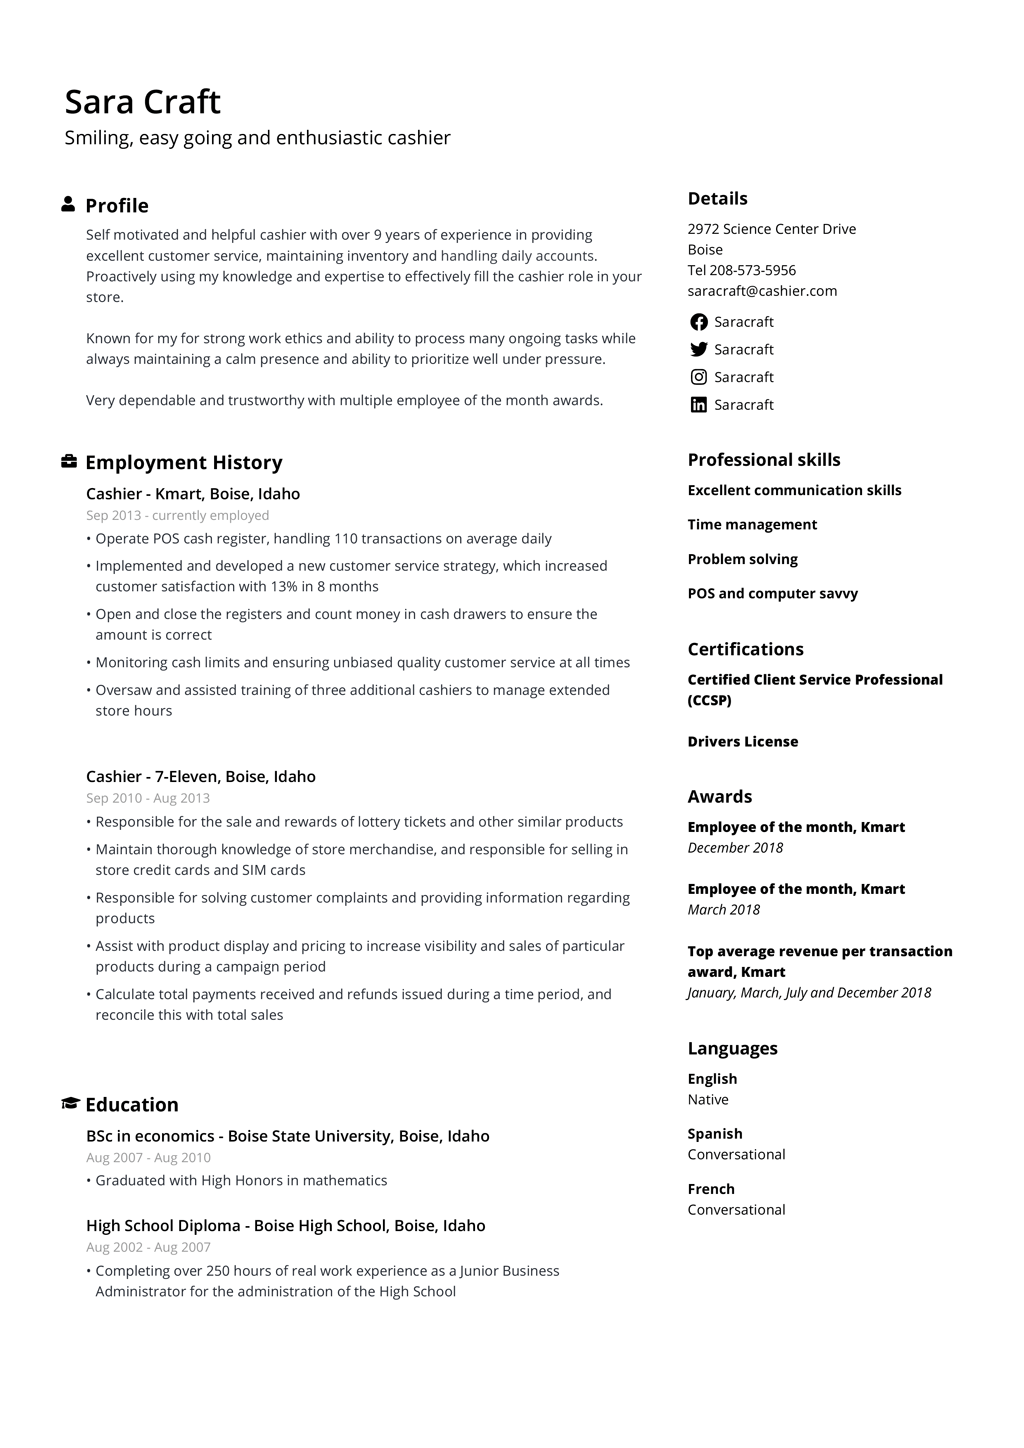 Sara Craft
Smiling, easy going and enthusiastic cashier
Profile
Self motivated and helpful cashier with over 9 years of experience in providing
excellent customer service, maintaining inventory and handling daily accounts.
Proactively using my knowledge and expertise to effectively fill the cashier role in your
store.
Known for my for strong work ethics and ability to process many ongoing tasks while
always maintaining a calm presence and ability to prioritize well under pressure.
Very dependable and trustworthy with multiple employee of the month awards.
Employment History
Cashier - Kmart, Boise, Idaho
Sep 2013 - currently employed
• Operate POS cash register, handling 110 transactions on average daily
• Implemented and developed a new customer service strategy, which increased
customer satisfaction with 13% in 8 months
• Open and close the registers and count money in cash drawers to ensure the
amount is correct
• Monitoring cash limits and ensuring unbiased quality customer service at all times
• Oversaw and assisted training of three additional cashiers to manage extended
store hours
Cashier - 7-Eleven, Boise, Idaho
Sep 2010 - Aug 2013
• Responsible for the sale and rewards of lottery tickets and other similar products
• Maintain thorough knowledge of store merchandise, and responsible for selling in
store credit cards and SIM cards
• Responsible for solving customer complaints and providing information regarding
products
• Assist with product display and pricing to increase visibility and sales of particular
products during a campaign period
• Calculate total payments received and refunds issued during a time period, and
reconcile this with total sales
Education
BSc in economics - Boise State University, Boise, Idaho
Aug 2007 - Aug 2010
• Graduated with High Honors in mathematics
High School Diploma - Boise High School, Boise, Idaho
Aug 2002 - Aug 2007
• Completing over 250 hours of real work experience as a Junior Business
Administrator for the administration of the High School
Details
2972 Science Center Drive
Boise
Tel 208-573-5956
saracraft@cashier.com
Saracraft
Saracraft
Saracraft
Saracraft
Professional skills
Excellent communication skills
Time management
Problem solving
POS and computer savvy
Certifications
Certified Client Service Professional
(CCSP)
Drivers License
Awards
Employee of the month, Kmart
December 2018
Employee of the month, Kmart
March 2018
Top average revenue per transaction
award, Kmart
January, March, July and December 2018
Languages
English
Native
Spanish
Conversational
French
Conversational